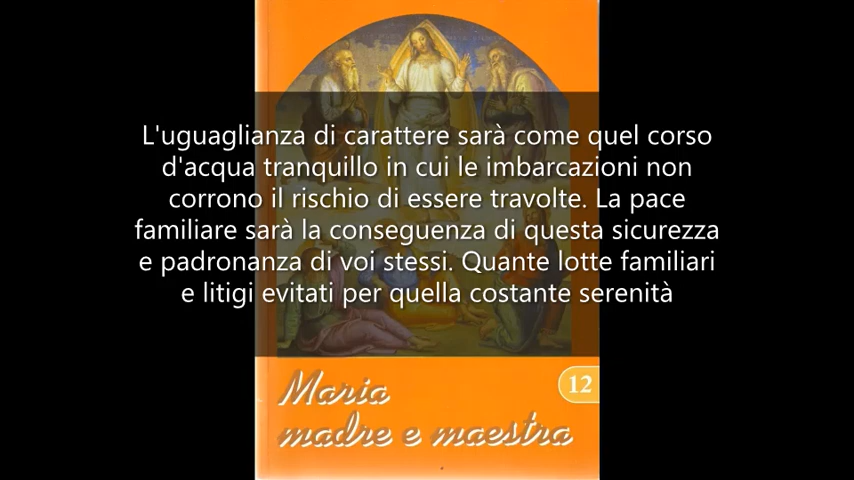 L'uguaglianza di carattere sarà come quel corso
d'acqua tranquillo in cui le imbarcazioni non
corrono il rischio di essere travolte. La pace
familiare sarà la conseguenza di questa sicurezza
e padronanza di voi stessi. Quante lotte familiari
e litigi evitati per quella costante serenità
Maria
12
madre e maestra